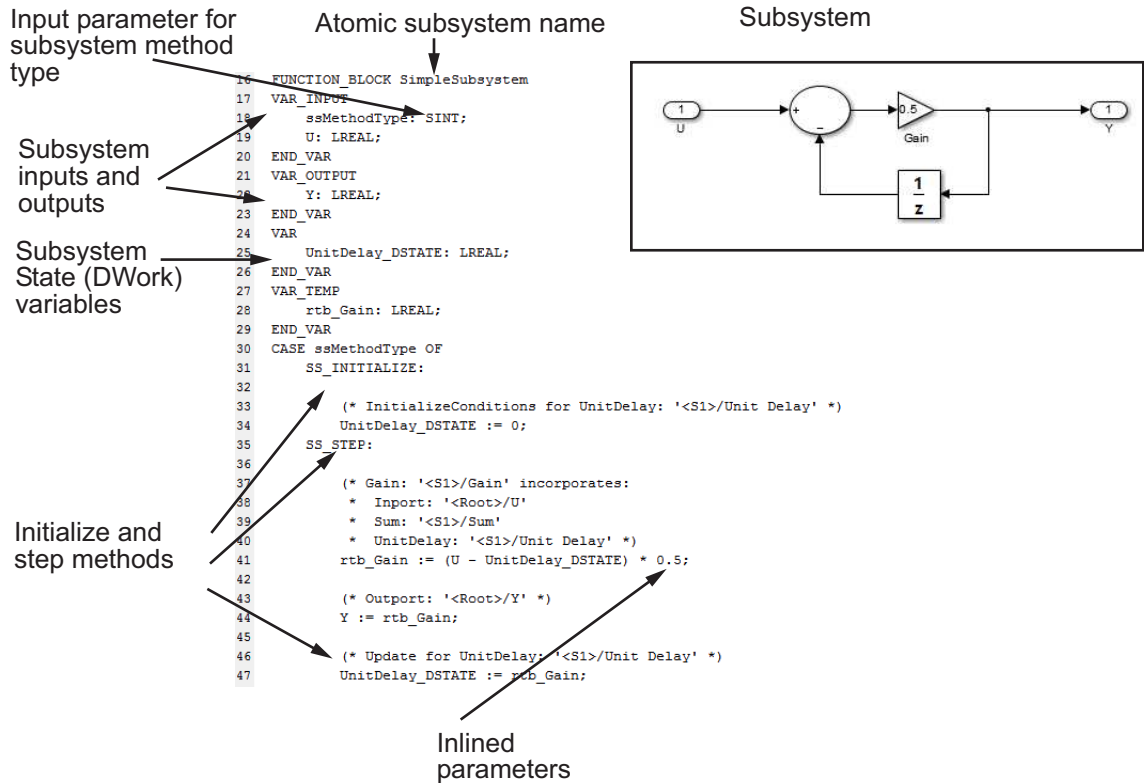 Input parameter for
subsystem method
type
Atomic subsystem name
Subsystem
16 FUNCTION_BLOCK SimpleSubsystem
17 VAR_INPUT
18 ssMethodType: SINT;
19 U: LREAL;
20 END_VAR
21 VAR_OUTPUT
22 Y: LREAL;
23 END_VAR
24 VAR
25 UnitDelay_DSTATE: LREAL;
26 END_VAR
27 VAR_TEMP
28 rtb_Gain: LREAL;
29 END_VAR
30 CASE ssMethodType OF
31 SS_INITIALIZE:
32
33 (* InitializeConditions for UnitDelay: '<S1>/Unit Delay' *)
34 UnitDelay_DSTATE := 0;
35 SS_STEP:
36
37 (* Gain: '<S1>/Gain' incorporates:
38 * Inport: '<Root>/U'
39 * Sum: '<S1>/Sum'
40 * UnitDelay: '<S1>/Unit Delay' *)
41 rtb_Gain := (U - UnitDelay_DSTATE) * 0.5;
42
43 (* Outport: '<Root>/Y' *)
44 Y := rtb_Gain;
45
46 (* Update for UnitDelay: '<S1>/Unit Delay' *)
47 UnitDelay_DSTATE := rtb_Gain;
Subsystem
inputs and
outputs
Subsystem
State (DWork)
variables
Initialize and
step methods
Inlined
parameters
1
U
+
−
0.5
Gain
1
Y
1
z